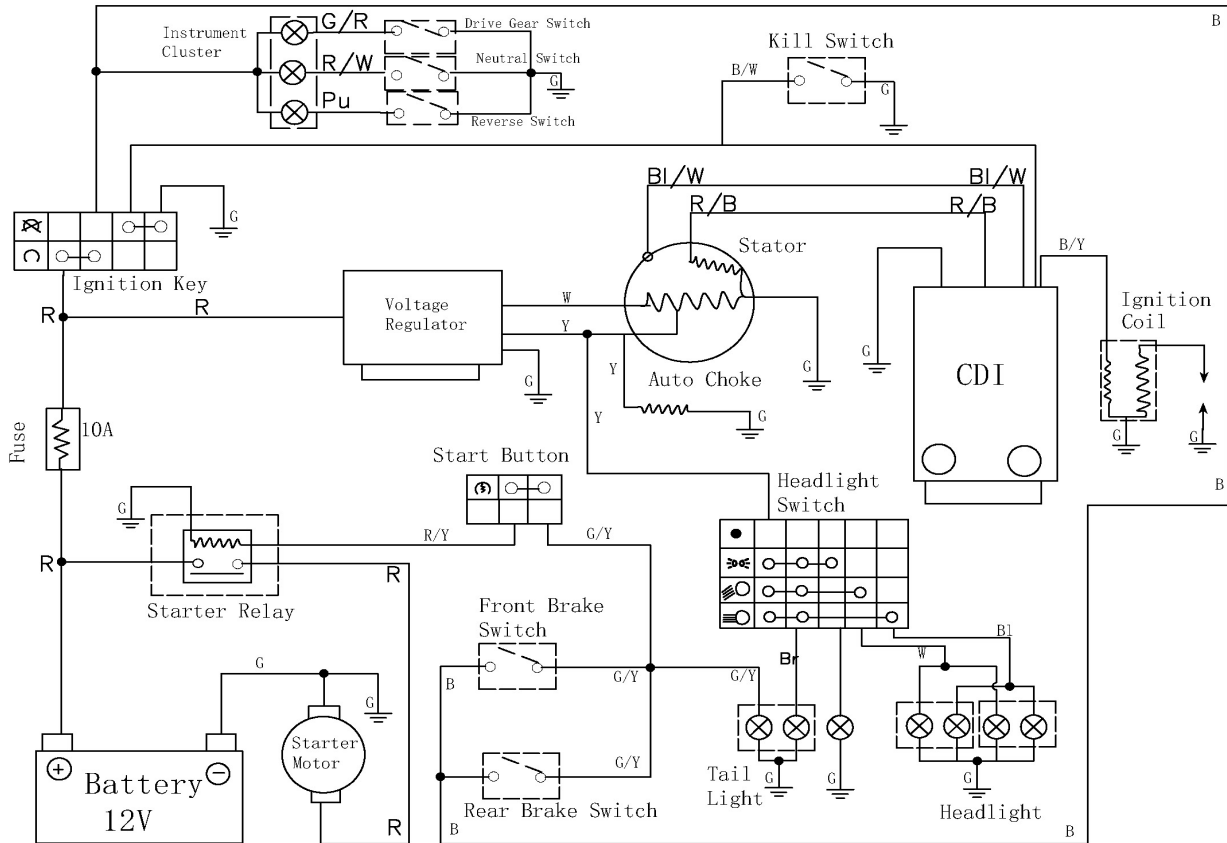 B
G/R
Drive Gear Switch
Instrument
Cluster
Kill Switch
R/W
Neutral Switch
B/W
G
G
Pu
Reverse Switch
Bl/W
Bl/W
R/B
R/B
G
Stator
B/Y
Ignition Key
Voltage
Regulator
W
Ignition
Coil
R
R
Y
G
G
Y
Auto Choke
G
CDI
G
Y
G
G
Fuse
10A
Start Button
Headlight
Switch
B
G
R/Y
G/Y
R
R
Starter Relay
Front Brake
Switch
Bl
W
Br
G
B
G/Y
G/Y
G
Starter
Motor
G/Y
Tail
Light
G
G
G
+
-
Battery
12V
Rear Brake Switch
Headlight
R
B
B